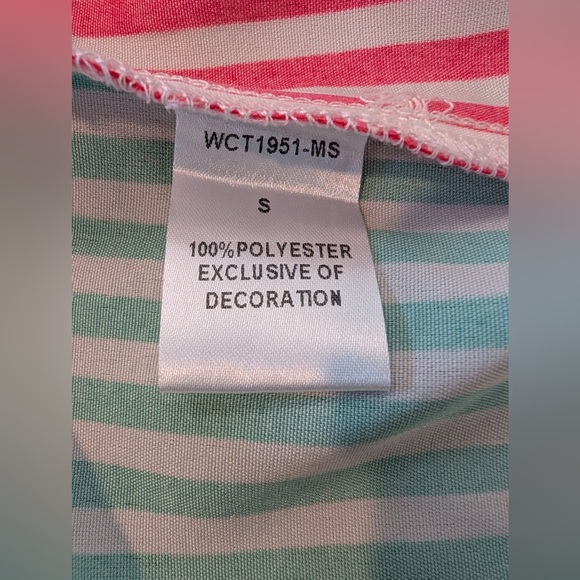 WCT1951-MS
S
100%POLYESTER
EXCLUSIVE OF
DECORATION